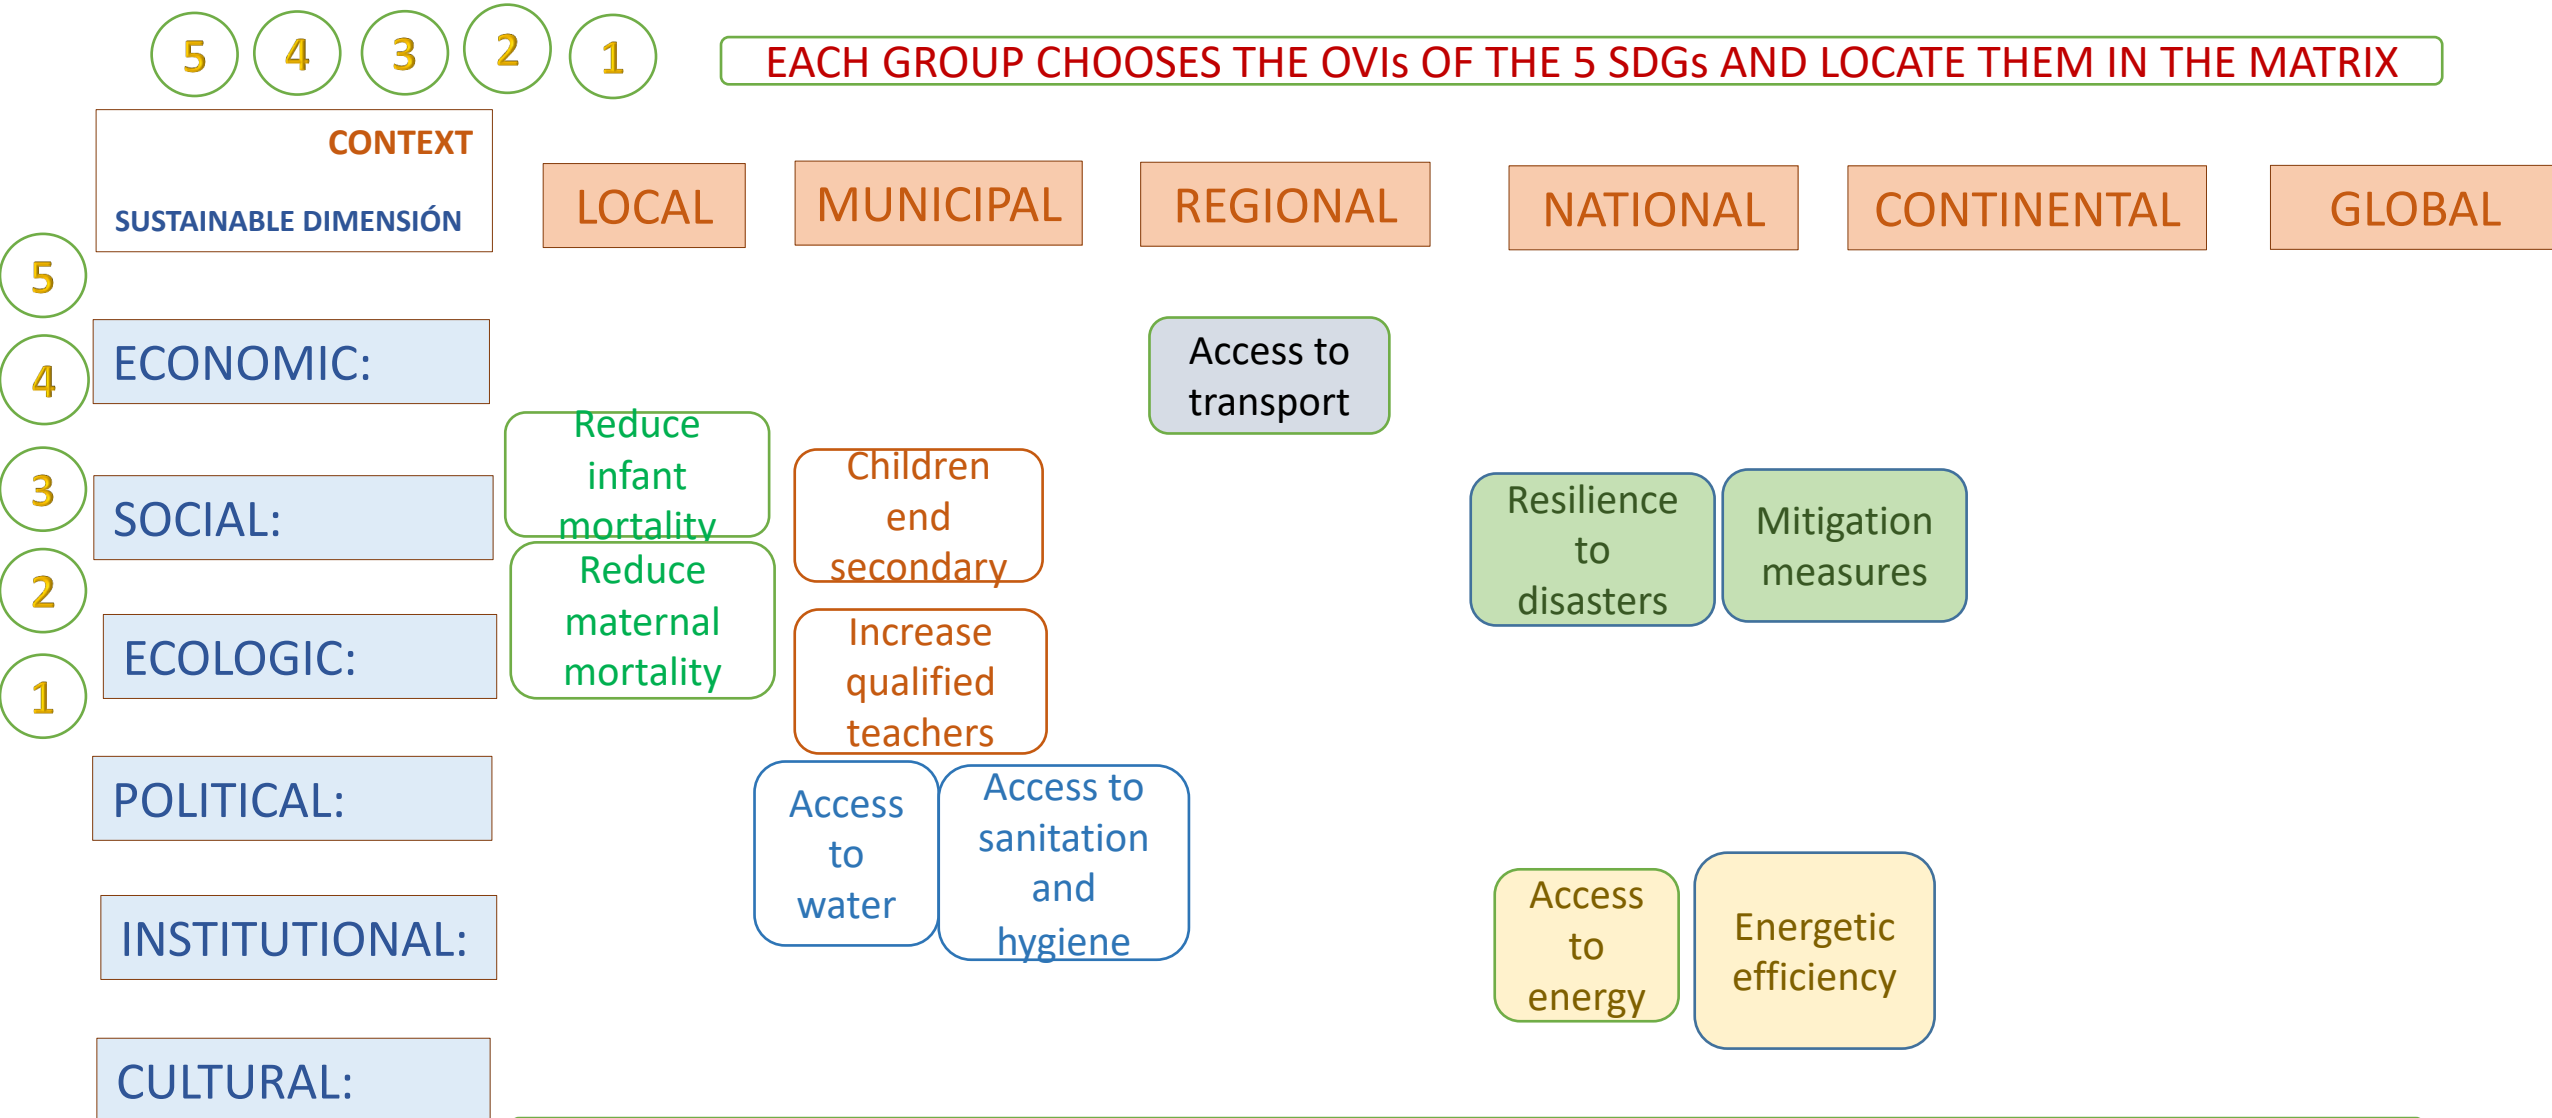 5 4 3 2 1
EACH GROUP CHOOSES THE OVIs OF THE 5 SDGs AND LOCATE THEM IN THE MATRIX
CONTEXT
SUSTAINABLE DIMENSIÓN
LOCAL
MUNICIPAL
REGIONAL
NATIONAL
CONTINENTAL
GLOBAL
5
4
3
2
1
ECONOMIC:
SOCIAL:
ECOLOGIC:
POLITICAL:
INSTITUTIONAL:
CULTURAL:
Access to
transport
Reduce
infant
mortality
Children
end
secondary
Resilience
to
disasters
Mitigation
measures
Reduce
maternal
mortality
Increase
qualified
teachers
Access
to
water
Access to
sanitation
and
hygiene
Access
to
energy
Energetic
efficiency